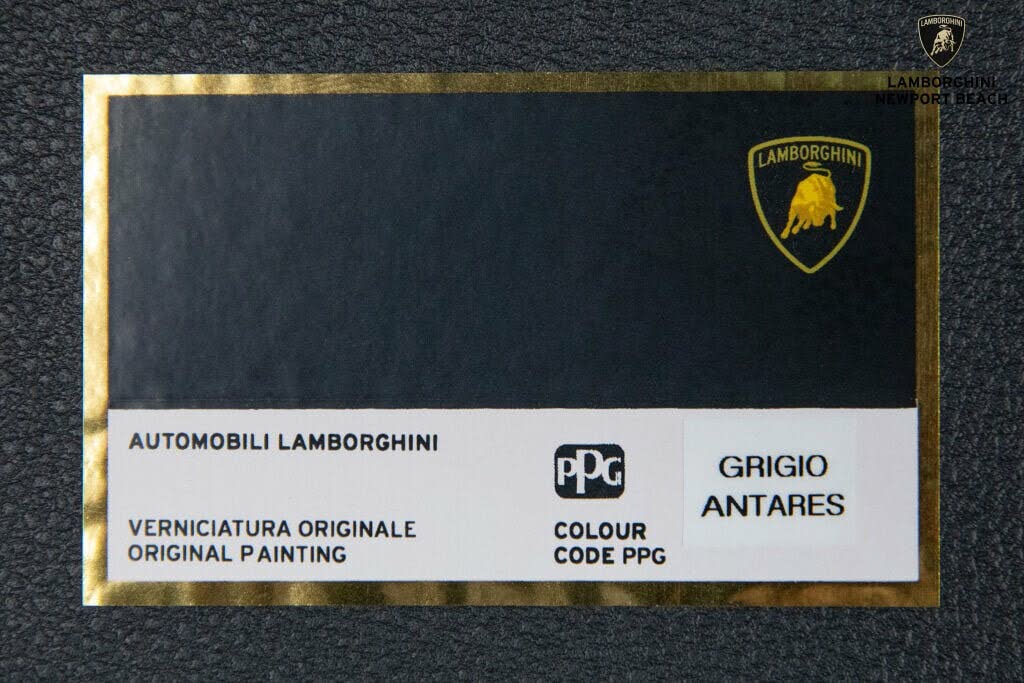 LAMBORGHINI
LAMBORGHINI
NEWPORT BEACH
LAMBORGHINI
AUTOMOBILI LAMBORGHINI
PPG
GRIGIO
ANTARES
VERNICIATURA ORIGINALE
ORIGINAL PAINTING
COLOUR
CODE PPG